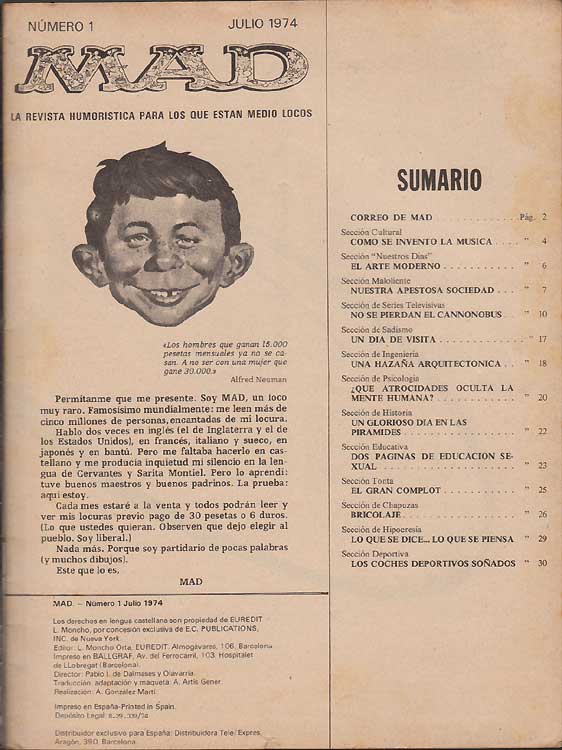 NÚMERO 1
JULIO 1974
MAD
LA REVISTA HUMORISTICA PARA LOS QUE ESTAN MEDIO LOCOS
«Los hombres que ganan 15.000
pesetas mensuales ya no se ca-
san. A no ser con una mujer que
gane 30.000.»
Alfred Neuman
Permítanme que me presente. Soy MAD, un loco
muy raro. Famosísimo mundialmente: me leen más de
cinco millones de personas, encantadas de mi locura.
Hablo dos veces en inglés (el de Inglaterra y el de
los Estados Unidos), en francés, italiano y sueco, en
japonés y en bantú. Pero me faltaba hacerlo en cas-
tellano y me producía inquietud mi silencio en la len-
gua de Cervantes y Sarita Montiel. Pero lo aprendí:
tuve buenos maestros y buenos padrinos. La prueba:
aquí estoy.
Cada mes estaré a la venta y todos podrán leer y
ver mis locuras previo pago de 30 pesetas o 6 duros.
(Lo que ustedes quieran. Observen que dejo elegir al
pueblo. Soy liberal.)
Nada más. Porque soy partidario de pocas palabras
(y muchos dibujos).
Este que lo es,
MAD
MAD. – Número 1 Julio 1974
Los derechos en lengua castellana son propiedad de EUREDIT
L. Moncho, por concesión exclusiva de E.C. PUBLICATIONS,
INC. de Nueva York.
Editor: L. Moncho Orta, EUREDIT. Almogávares, 106, Barcelona
Impreso en BALLGRAF, Av. del Ferrocarril, 103. Hospitalet
de LLobregat (Barcelona).
Director: Pablo I. de Dalmases y Olavarría.
Traducción, adaptación y maqueta: A. Artís Gener.
Realización: A. González Martí.
Impreso en España-Printed in Spain.
Depósito Legal:
Distribuidor exclusivo para España: Distribuidora Tele/Expres.
Aragón, 390, Barcelona.
SUMARIO
CORREO DE MAD . . . . . . . . . . . Pág. 2
Sección Cultural
COMO SE INVENTO LA MUSICA . . . . " 4
Sección "Nuestros Días"
EL ARTE MODERNO . . . . . . . . . . " 6
Sección Maloliente
NUESTRA APESTOSA SOCIEDAD . . . " 7
Sección de Series Televisivas
NO SE PIERDAN EL CANNONOBUS . . " 10
Sección de Sadismo
UN DIA DE VISITA . . . . . . . . . . . " 17
Sección de Ingeniería
UNA HAZAÑA ARQUITECTONICA . . " 18
Sección de Psicología
¿QUE ATROCIDADES OCULTA LA
MENTE HUMANA? . . . . . . . . . . . " 20
Sección de Historia
UN GLORIOSO DIA EN LAS
PIRAMIDES . . . . . . . . . . . . . . . " 22
Sección Educativa
DOS PAGINAS DE EDUCACION SE-
XUAL . . . . . . . . . . . . . . . . . . " 23
Sección Tonta
EL GRAN COMPLOT . . . . . . . . . . " 25
Sección de Chapuzas
BRICOLAJE . . . . . . . . . . . . . . . " 26
Sección de Hipocresía
LO QUE SE DICE... LO QUE SE PIENSA " 29
Sección Deportiva
LOS COCHES DEPORTIVOS SOÑADOS " 30